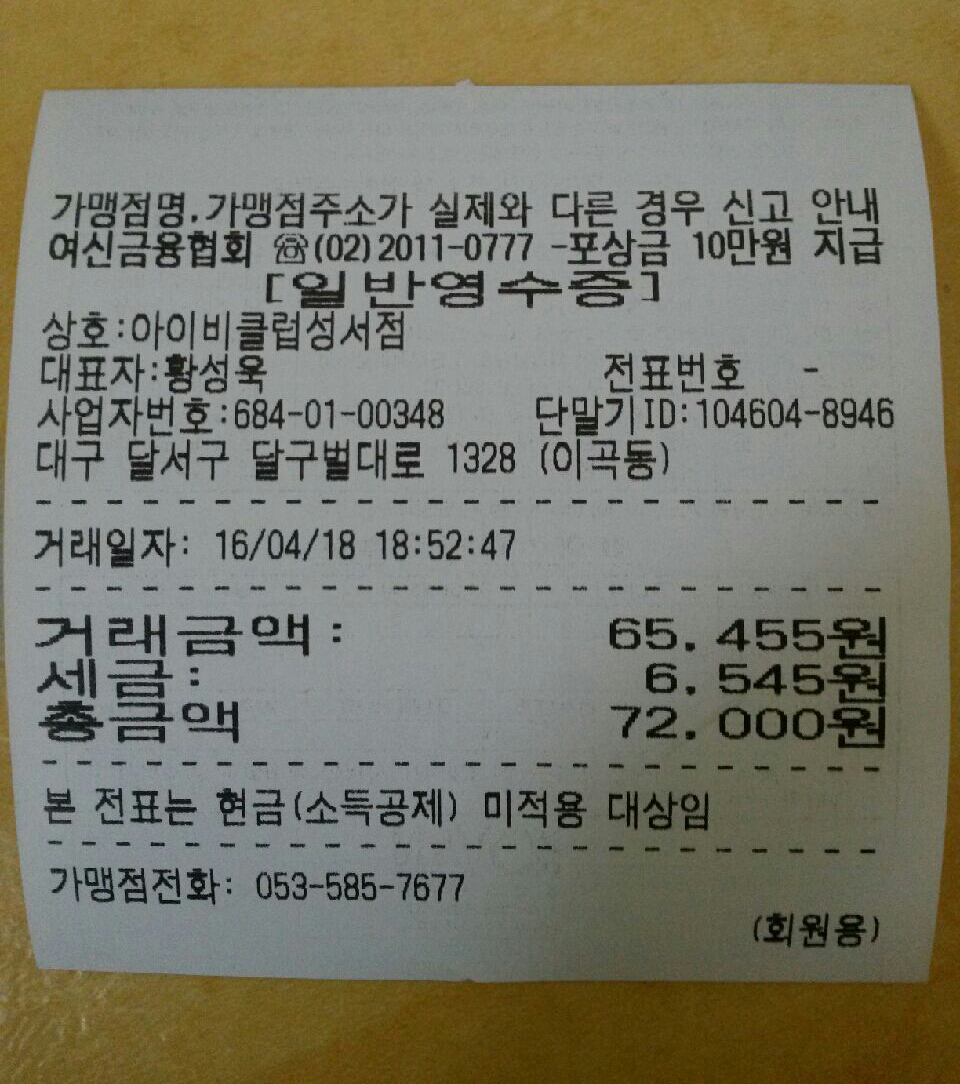 가맹점명.가맹점주소가 실제와 다른 경우 신고 안내
여신금융협회 ☏(02)2011-0777 -포상금 10만원 지급
[일반영수증]
상호:아이비클럽성서점
대표자:황성욱 전표번호 -
사업자번호:684-01-00348 단말기ID:104604-8946
대구 달서구 달구벌대로 1328 (이곡동)
거래일자: 16/04/18 18:52:47
거래금액: 65.455원
세금: 6.545원
총금액 72.000원
본 전표는 현금(소득공제) 미적용 대상임
가맹점전화: 053-585-7677
(회원용)